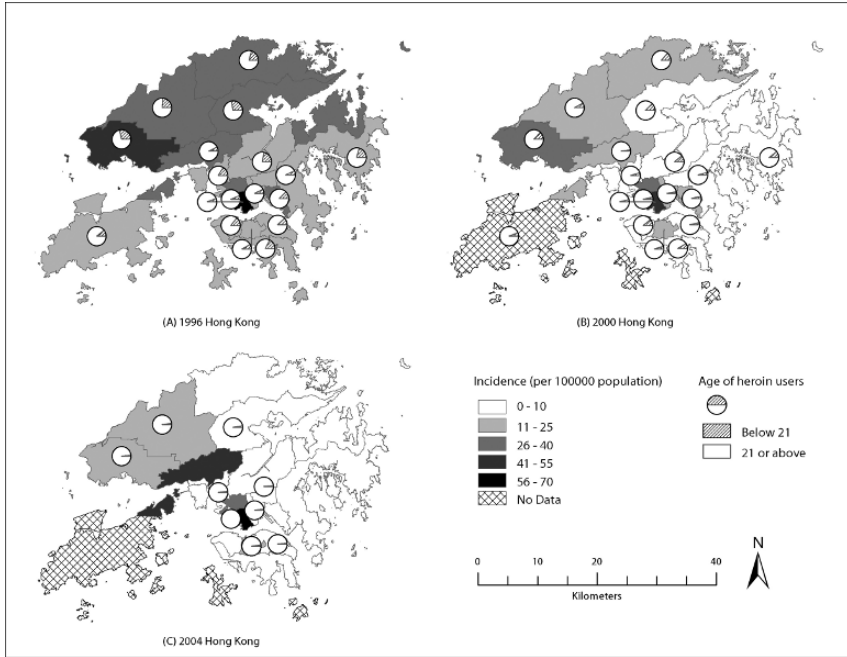 (A) 1996 Hong Kong
(B) 2000 Hong Kong
(C) 2004 Hong Kong
Incidence (per 100000 population)
0 - 10
11 - 25
26 - 40
41 - 55
56 - 70
No Data
Age of heroin users
Below 21
21 or above
N
0 10 20 40
Kilometers